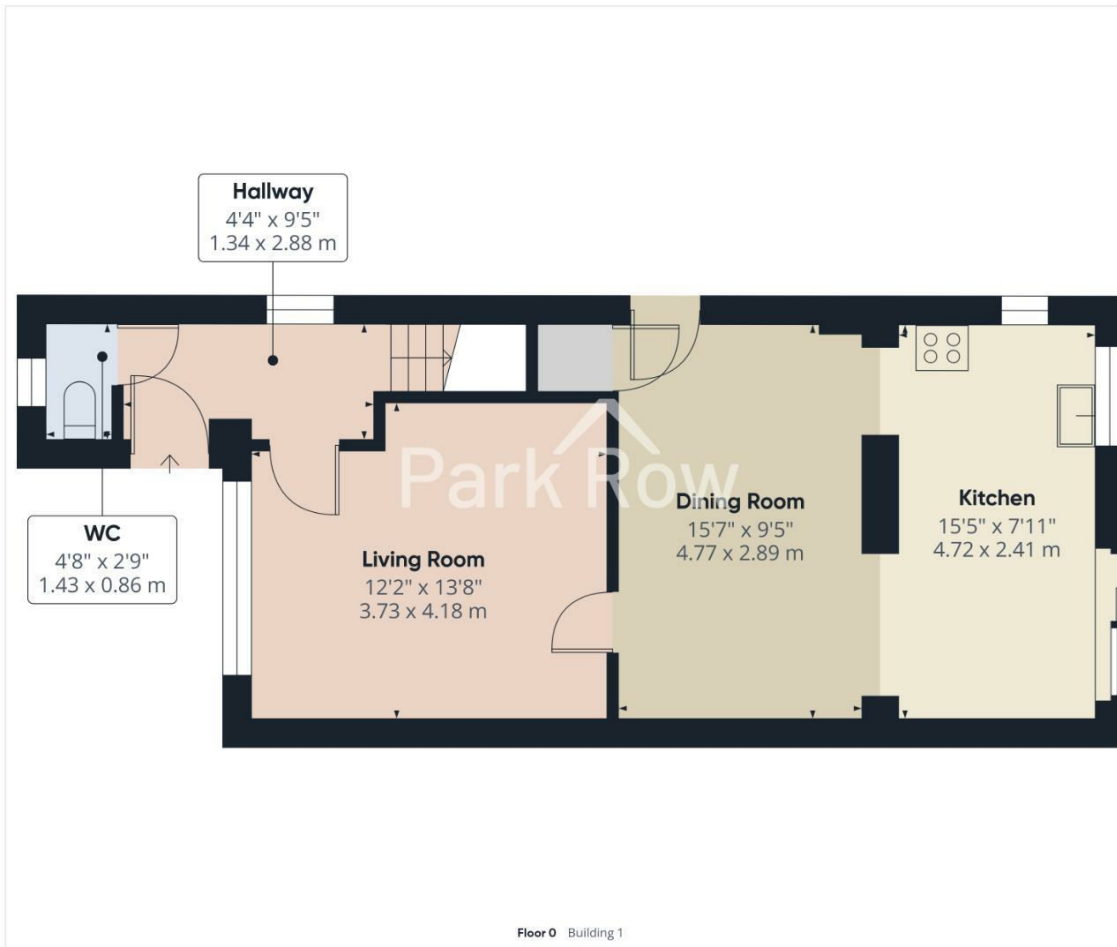 Hallway
4'4" x 9'5"
1.34 x 2.88 m
Park Row
Dining Room
15'7" x 9'5"
4.77 x 2.89 m
Kitchen
15'5" x 7'11"
4.72 x 2.41 m
WC
4'8" x 2'9"
1.43 x 0.86 m
Living Room
12'2" x 13'8"
3.73 x 4.18 m
Floor 0 Building 1